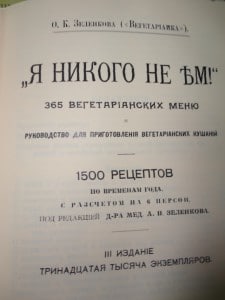 О. К. Зеленкова („Вегетаріанка“).
„Я НИКОГО НЕ ѢМЪ!“
365 ВЕГЕТАРІАНСКИХ МЕНЮ
И
РУКОВОДСТВО ДЛЯ ПРИГОТОВЛЕНІЯ ВЕГЕТАРІАНСКИХ КУШАНІЙ
1500 РЕЦЕПТОВ
ПО ВРЕМЕНАМ ГОДА,
С РАЗСЧЕТОМ НА 6 ПЕРСОН.
ПОД РЕДАКЦІЕЙ Д-РА МЕД. А. П. ЗЕЛЕНКОВА.
III ИЗДАНІЕ
ТРИНАДЦАТАЯ ТЫСЯЧА ЭКЗЕМПЛЯРОВ.